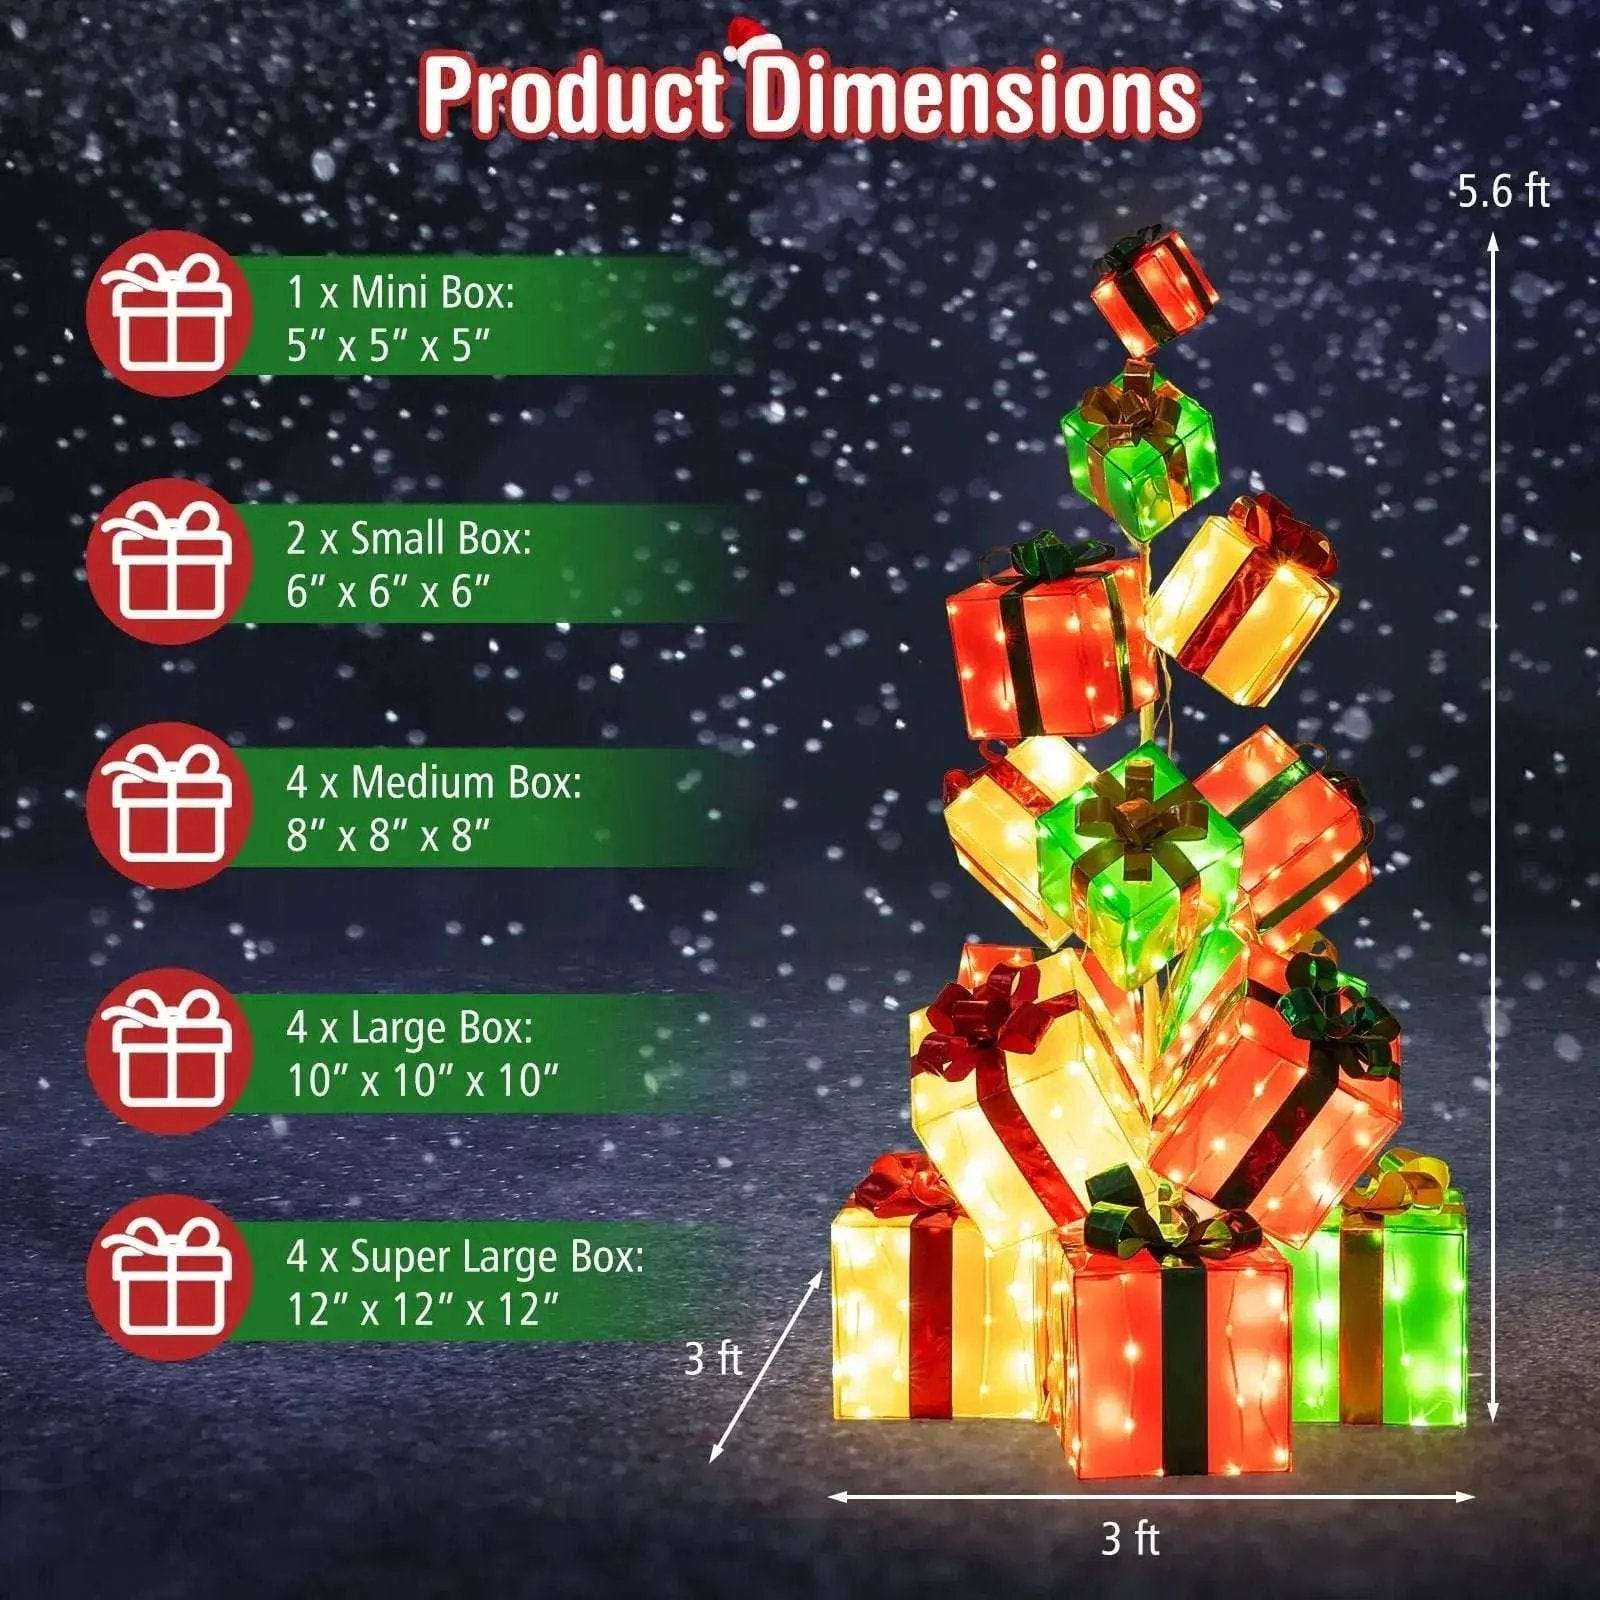 Product Dimensions
5.6 ft
1 x Mini Box:
5” x 5” x 5”
2 x Small Box:
6” x 6” x 6”
4 x Medium Box:
8” x 8” x 8”
4 x Large Box:
10” x 10” x 10”
4 x Super Large Box:
12” x 12” x 12”
3 ft
3 ft